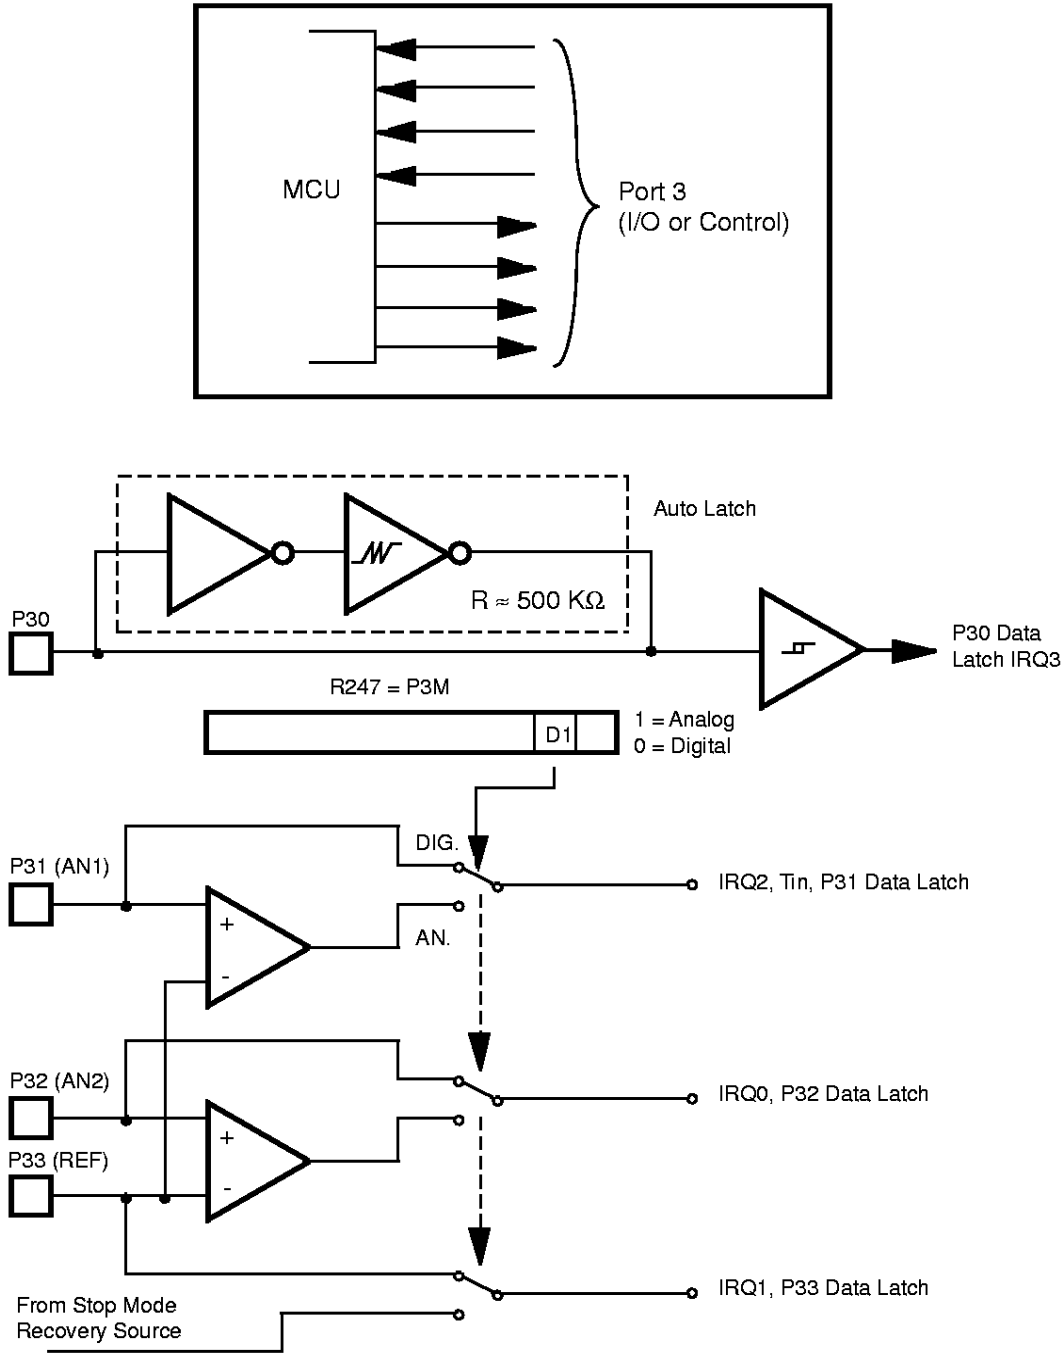 MCU
Port 3
(I/O or Control)
Auto Latch
R ≈ 500 KΩ
P30
P30 Data
Latch IRQ3
R247 = P3M
D1
1 = Analog
0 = Digital
DIG.
P31 (AN1)
IRQ2, Tin, P31 Data Latch
+
AN.
-
P32 (AN2)
IRQ0, P32 Data Latch
+
P33 (REF)
-
IRQ1, P33 Data Latch
From Stop Mode
Recovery Source